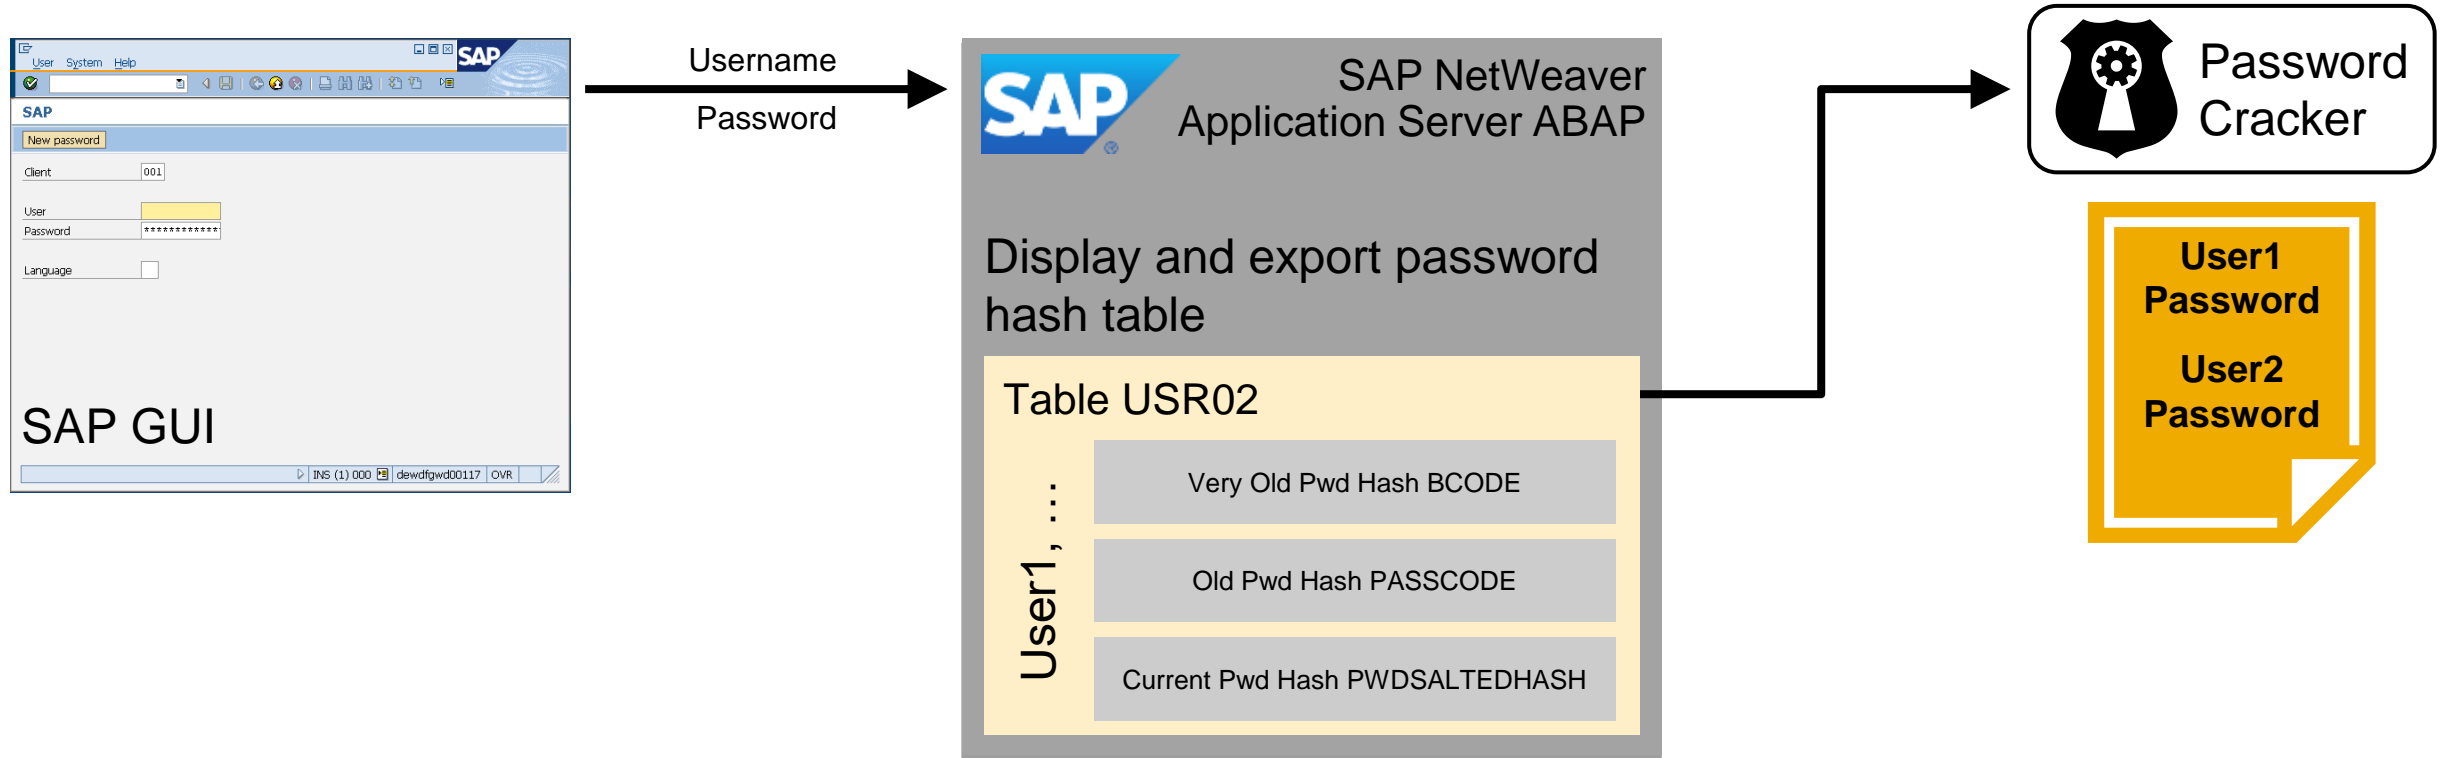 User System Help
SAP
SAP
New password
Client 001
User
Password ************
Language
SAP GUI
INS (1) 000 dewdfgwd00117 OVR
Username
Password
SAP
SAP NetWeaver
Application Server ABAP
Display and export password
hash table
Table USR02
User1, ...
Very Old Pwd Hash BCODE
Old Pwd Hash PASSCODE
Current Pwd Hash PWDSALTEDHASH
Password
Cracker
User1
Password
User2
Password